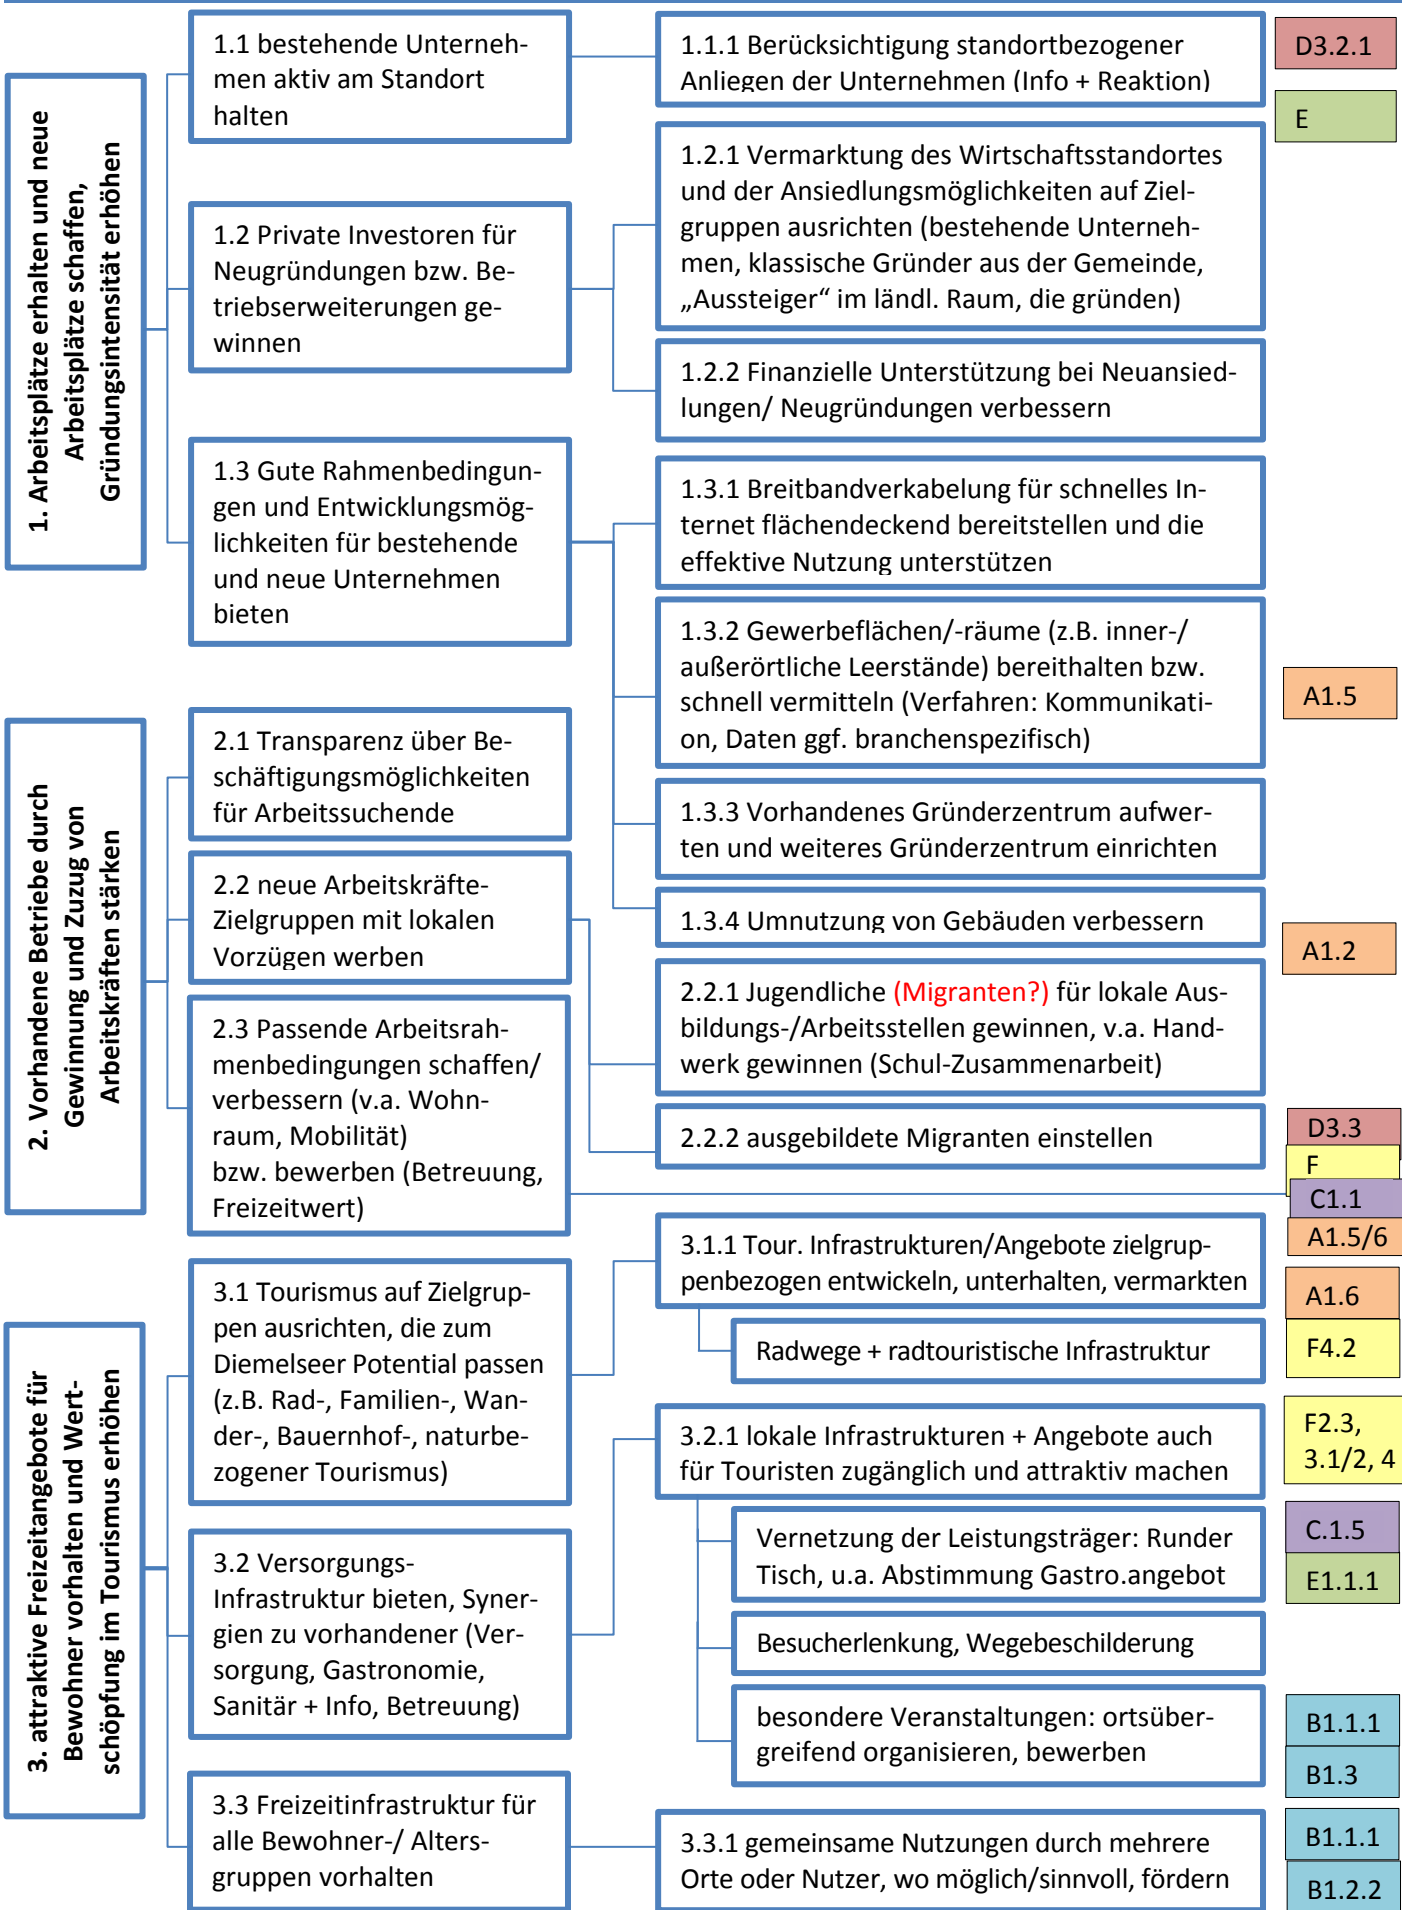 1. Arbeitsplätze erhalten und neue
Arbeitsplätze schaffen,
Gründungsintensität erhöhen
1.1 bestehende Unterneh-
men aktiv am Standort
halten
1.1.1 Berücksichtigung standortbezogener
Anliegen der Unternehmen (Info + Reaktion)
D3.2.1
E
1.2 Private Investoren für
Neugründungen bzw. Be-
triebserweiterungen ge-
winnen
1.2.1 Vermarktung des Wirtschaftsstandortes
und der Ansiedlungsmöglichkeiten auf Ziel-
gruppen ausrichten (bestehende Unterneh-
men, klassische Gründer aus der Gemeinde,
„Aussteiger“ im ländl. Raum, die gründen)
1.2.2 Finanzielle Unterstützung bei Neuansied-
lungen/ Neugründungen verbessern
1.3 Gute Rahmenbedingun-
gen und Entwicklungsmög-
lichkeiten für bestehende
und neue Unternehmen
bieten
1.3.1 Breitbandverkabelung für schnelles In-
ternet flächendeckend bereitstellen und die
effektive Nutzung unterstützen
1.3.2 Gewerbeflächen/-räume (z.B. inner-/
außerörtliche Leerstände) bereithalten bzw.
schnell vermitteln (Verfahren: Kommunikati-
on, Daten ggf. branchenspezifisch)
A1.5
1.3.3 Vorhandenes Gründerzentrum aufwer-
ten und weiteres Gründerzentrum einrichten
1.3.4 Umnutzung von Gebäuden verbessern
A1.2
2. Vorhandene Betriebe durch
Gewinnung und Zuzug von
Arbeitskräften stärken
2.1 Transparenz über Be-
schäftigungsmöglichkeiten
für Arbeitssuchende
2.2 neue Arbeitskräfte-
Zielgruppen mit lokalen
Vorzügen werben
2.2.1 Jugendliche (Migranten?) für lokale Aus-
bildungs-/Arbeitsstellen gewinnen, v.a. Hand-
werk gewinnen (Schul-Zusammenarbeit)
2.2.2 ausgebildete Migranten einstellen
2.3 Passende Arbeitsrah-
menbedingungen schaffen/
verbessern (v.a. Wohn-
raum, Mobilität)
bzw. bewerben (Betreuung,
Freizeitwert)
D3.3
F
C1.1
A1.5/6
3. attraktive Freizeitangebote für
Bewohner vorhalten und Wert-
schöpfung im Tourismus erhöhen
3.1 Tourismus auf Zielgrup-
pen ausrichten, die zum
Diemelseer Potential passen
(z.B. Rad-, Familien-, Wan-
der-, Bauernhof-, naturbe-
zogener Tourismus)
3.1.1 Tour. Infrastrukturen/Angebote zielgrup-
penbezogen entwickeln, unterhalten, vermarkten
A1.6
Radwege + radtouristische Infrastruktur
F4.2
3.2 Versorgungs-
Infrastruktur bieten, Syner-
gien zu vorhandener (Ver-
sorgung, Gastronomie,
Sanitär + Info, Betreuung)
3.2.1 lokale Infrastrukturen + Angebote auch
für Touristen zugänglich und attraktiv machen
F2.3,
3.1/2, 4
Vernetzung der Leistungsträger: Runder
Tisch, u.a. Abstimmung Gastro.angebot
C.1.5
E1.1.1
Besucherlenkung, Wegebeschilderung
besondere Veranstaltungen: ortsüber-
greifend organisieren, bewerben
B1.1.1
B1.3
3.3 Freizeitinfrastruktur für
alle Bewohner-/ Alters-
gruppen vorhalten
3.3.1 gemeinsame Nutzungen durch mehrere
Orte oder Nutzer, wo möglich/sinnvoll, fördern
B1.1.1
B1.2.2